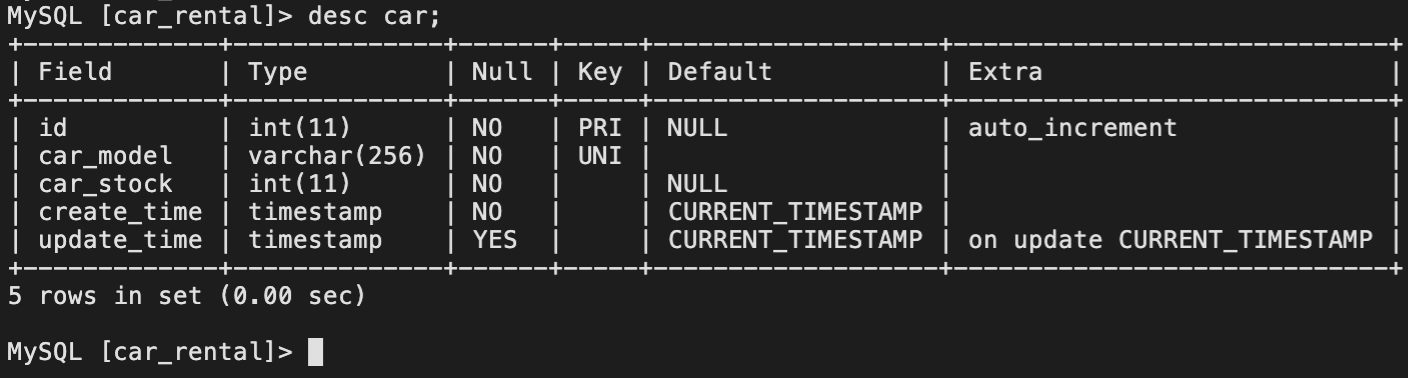 MySQL [car_rental]> desc car;
+-------------+--------------+------+-----+-------------------+-----------------------------+
| Field       | Type         | Null | Key | Default           | Extra                       |
+-------------+--------------+------+-----+-------------------+-----------------------------+
| id          | int(11)      | NO   | PRI | NULL              | auto_increment              |
| car_model   | varchar(256) | NO   | UNI |                   |                             |
| car_stock   | int(11)      | NO   |     | NULL              |                             |
| create_time | timestamp    | NO   |     | CURRENT_TIMESTAMP |                             |
| update_time | timestamp    | YES  |     | CURRENT_TIMESTAMP | on update CURRENT_TIMESTAMP |
+-------------+--------------+------+-----+-------------------+-----------------------------+
5 rows in set (0.00 sec)
MySQL [car_rental]>